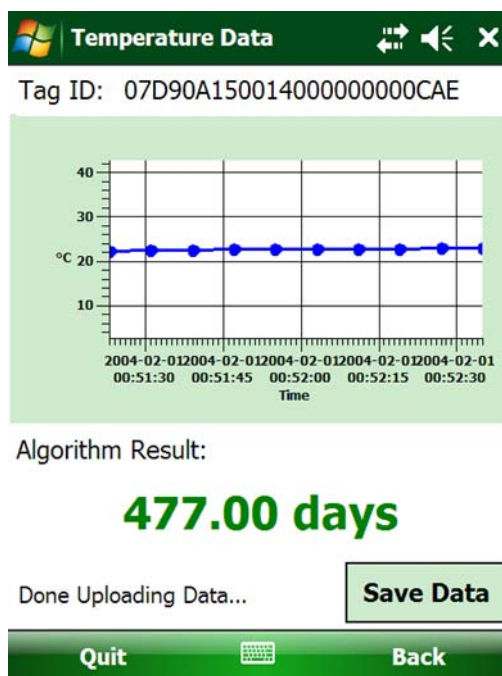 Temperature Data
Tag ID: 07D90A150014000000000CAE
40
30
°C 20
10
2004-02-01 2004-02-01 2004-02-01 2004-02-01 2004-02-01
00:51:30 00:51:45 00:52:00 00:52:15 00:52:30
Time
Algorithm Result:
477.00 days
Done Uploading Data...
Save Data
Quit
Back